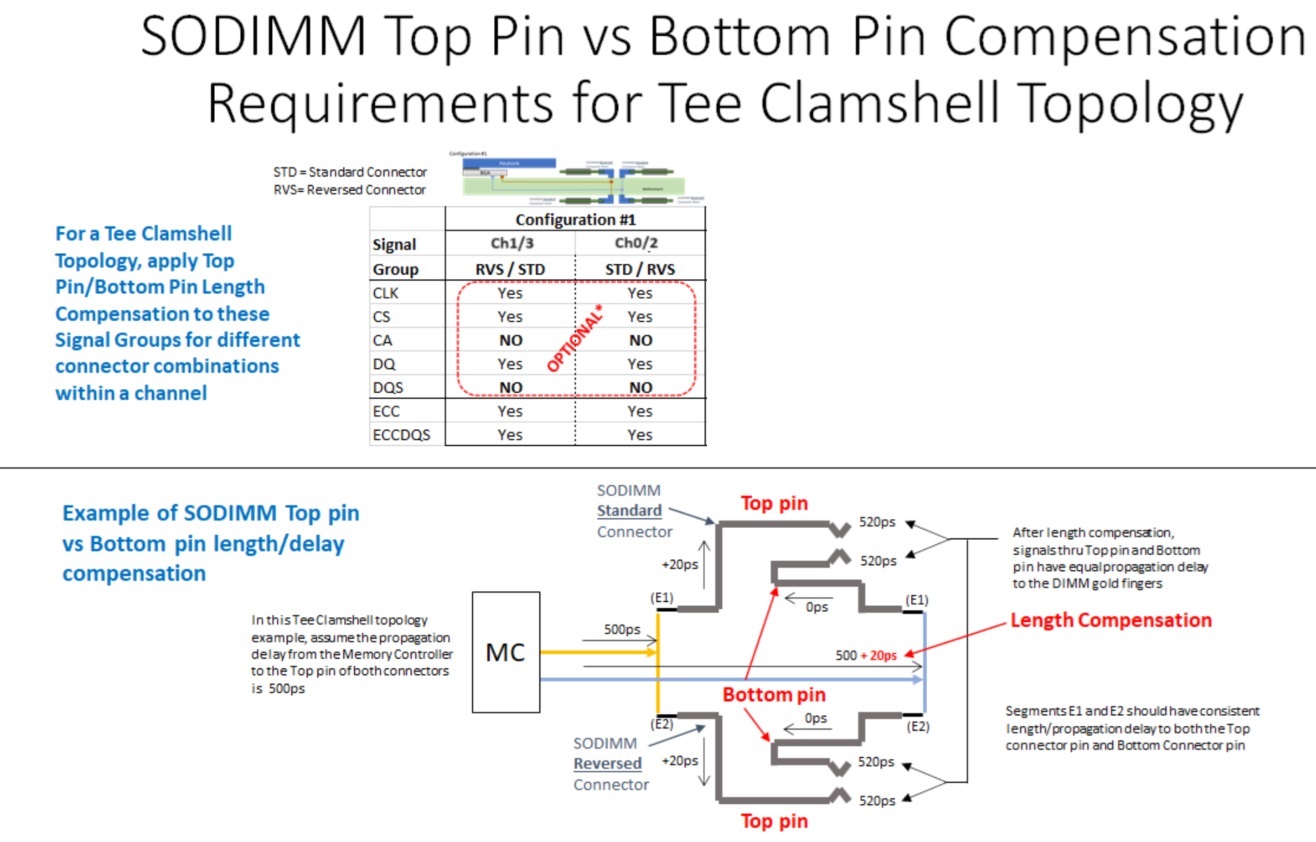 SODIMM Top Pin vs Bottom Pin Compensation
Requirements for Tee Clamshell Topology
STD = Standard Connector
RVS= Reversed Connector
Configuration #1
For a Tee Clamshell
Topology, apply Top
Pin/Bottom Pin Length
Compensation to these
Signal Groups for different
connector combinations
within a channel
Configuration #1
Signal Ch1/3 Ch0/2
Group RVS / STD STD / RVS
CLK Yes Yes
CS Yes Yes
CA NO NO
DQ Yes Yes
DQS NO NO
ECC Yes Yes
ECCDQS Yes Yes
OPTIONAL*
Example of SODIMM Top pin
vs Bottom pin length/delay
compensation
In this Tee Clamshell topology
example, assume the propagation
delay from the Memory Controller
to the Top pin of both connectors
is 500ps
MC
SODIMM
Standard
Connector
Top pin
520ps
520ps
+20ps
(E1)
0ps
(E1)
500ps
500 + 20ps
Bottom pin
(E2)
0ps
(E2)
SODIMM
Reversed
Connector
+20ps
520ps
520ps
Top pin
After length compensation,
signals thru Top pin and Bottom
pin have equal propagation delay
to the DIMM gold fingers
Length Compensation
Segments E1 and E2 should have consistent
length/propagation delay to both the Top
connector pin and Bottom Connector pin